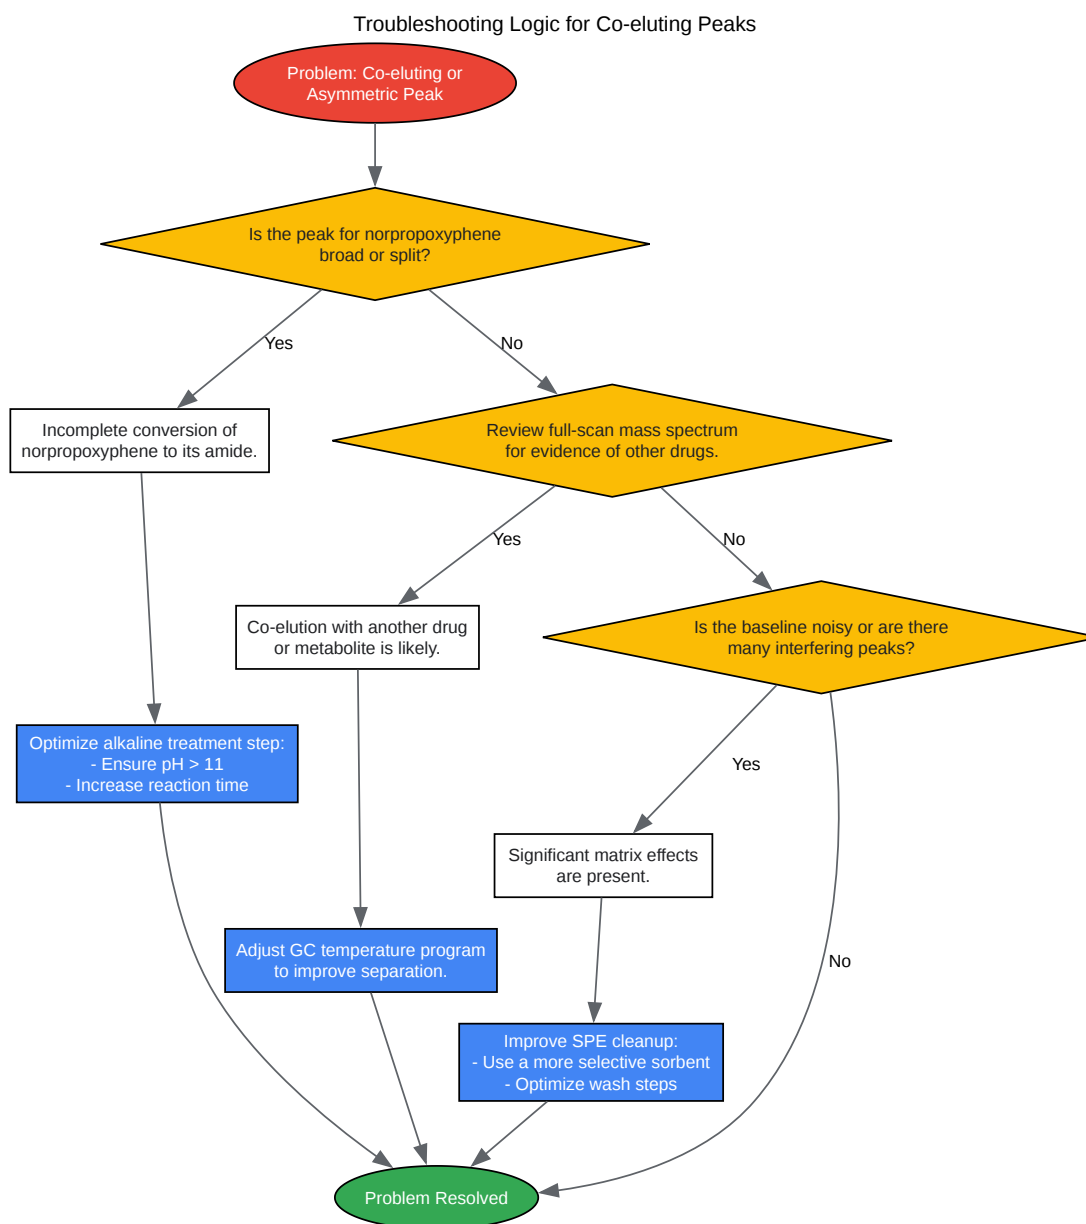 Troubleshooting Logic for Co-eluting Peaks
Problem: Co-eluting or
Asymmetric Peak
Is the peak for norpropoxyphene
broad or split?
Yes
No
Incomplete conversion of
norpropoxyphene to its amide.
Review full-scan mass spectrum
for evidence of other drugs.
Yes
No
Co-elution with another drug
or metabolite is likely.
Is the baseline noisy or are there
many interfering peaks?
Optimize alkaline treatment step:
- Ensure pH > 11
- Increase reaction time
Yes
No
Significant matrix effects
are present.
Adjust GC temperature program
to improve separation.
Improve SPE cleanup:
- Use a more selective sorbent
- Optimize wash steps
Problem Resolved